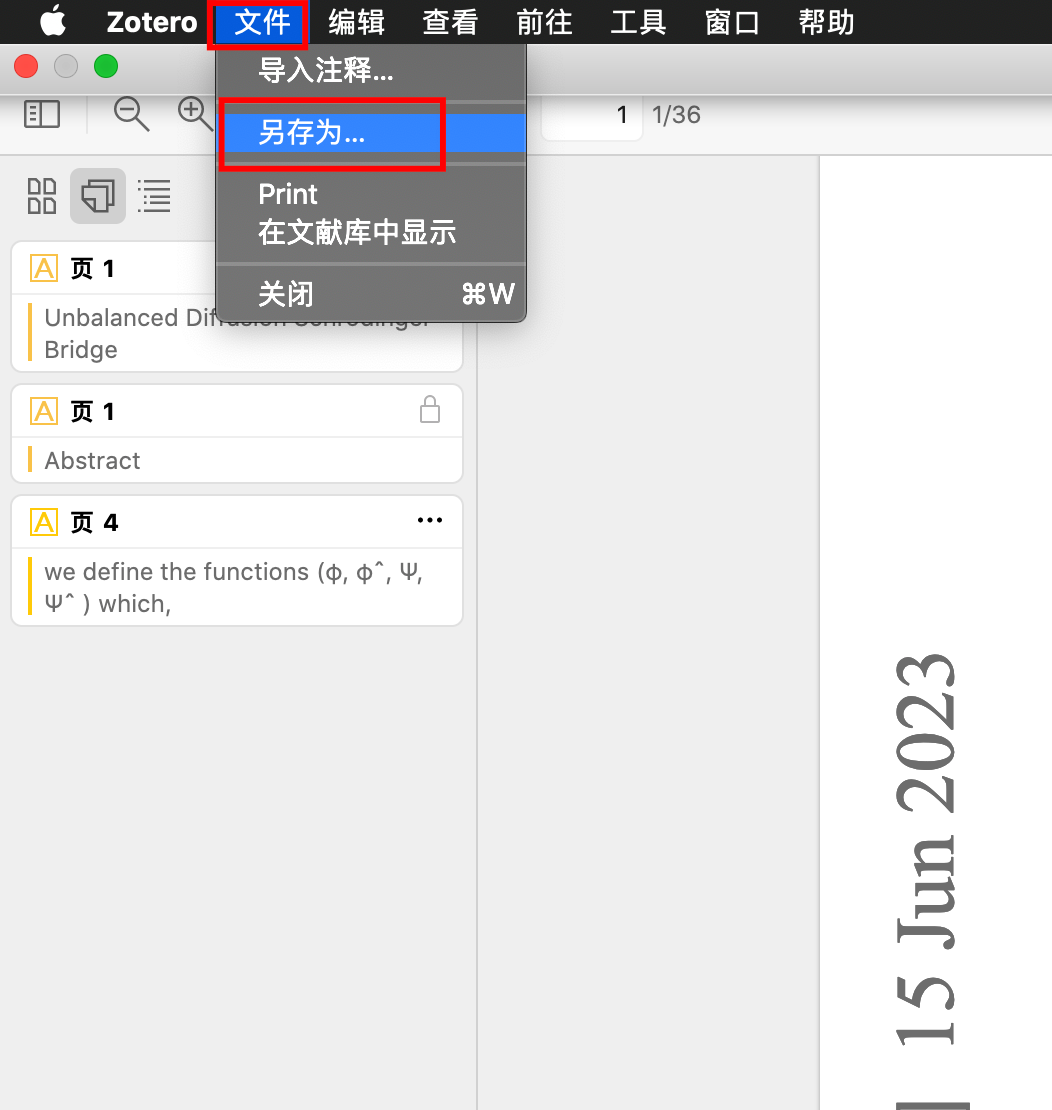 Zotero 文件 编辑 查看 前往 工具 窗口 帮助
导入注释...
另存为...
Print
在文献库中显示
关闭 ⌘W
1 1/36
A 页 1
Unbalanced Diffusion Schrödinger
Bridge
A 页 1
Abstract
A 页 4
we define the functions (φ, φˆ, Ψ,
Ψˆ ) which,
15 Jun 2023